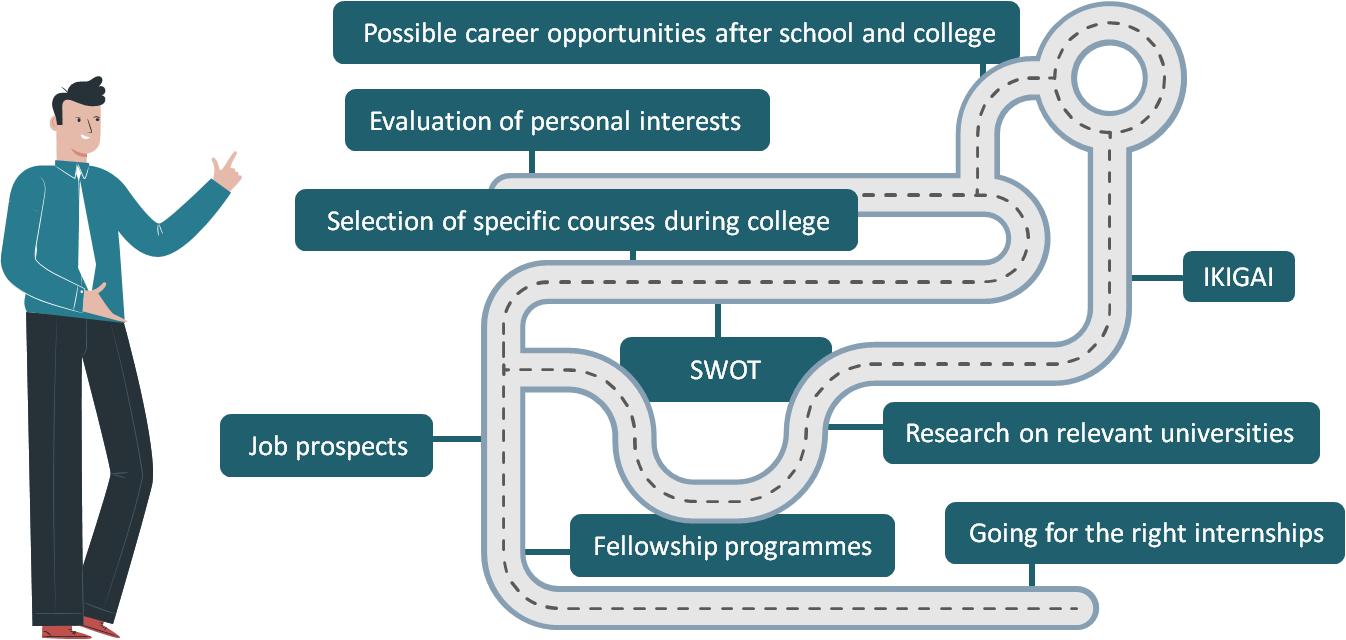 Possible career opportunities after school and college
Evaluation of personal interests
Selection of specific courses during college
IKIGAI
SWOT
Job prospects
Research on relevant universities
Fellowship programmes
Going for the right internships